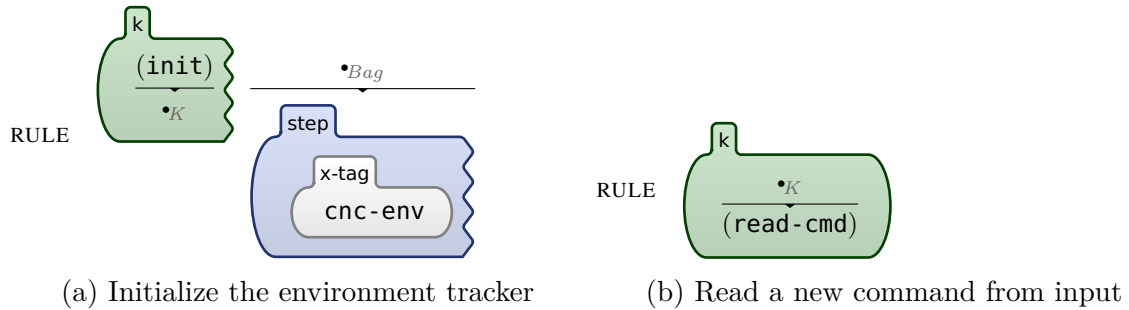 RULE
k
(init)
•K
•Bag
step
x-tag
cnc-env
(a) Initialize the environment tracker
RULE
k
•K
(read-cmd)
(b) Read a new command from input